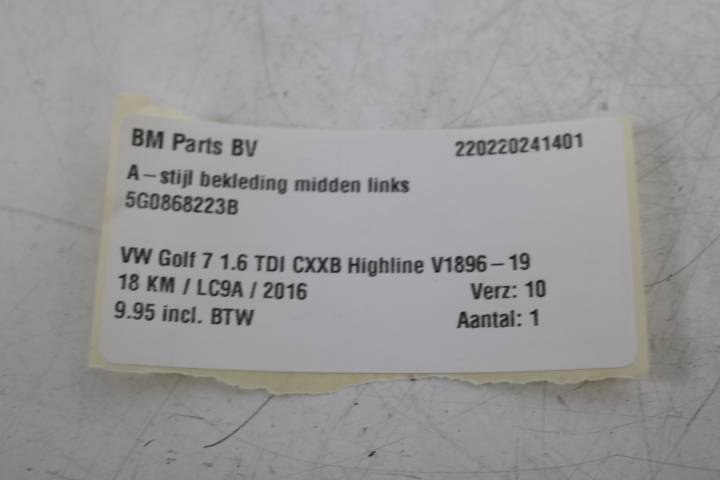 BM Parts BV 220220241401
A-stijl bekleding midden links
5G0868223B
VW Golf 7 1.6 TDI CXXB Highline V1896-19
18 KM / LC9A / 2016 Verz: 10
9.95 incl. BTW Aantal: 1